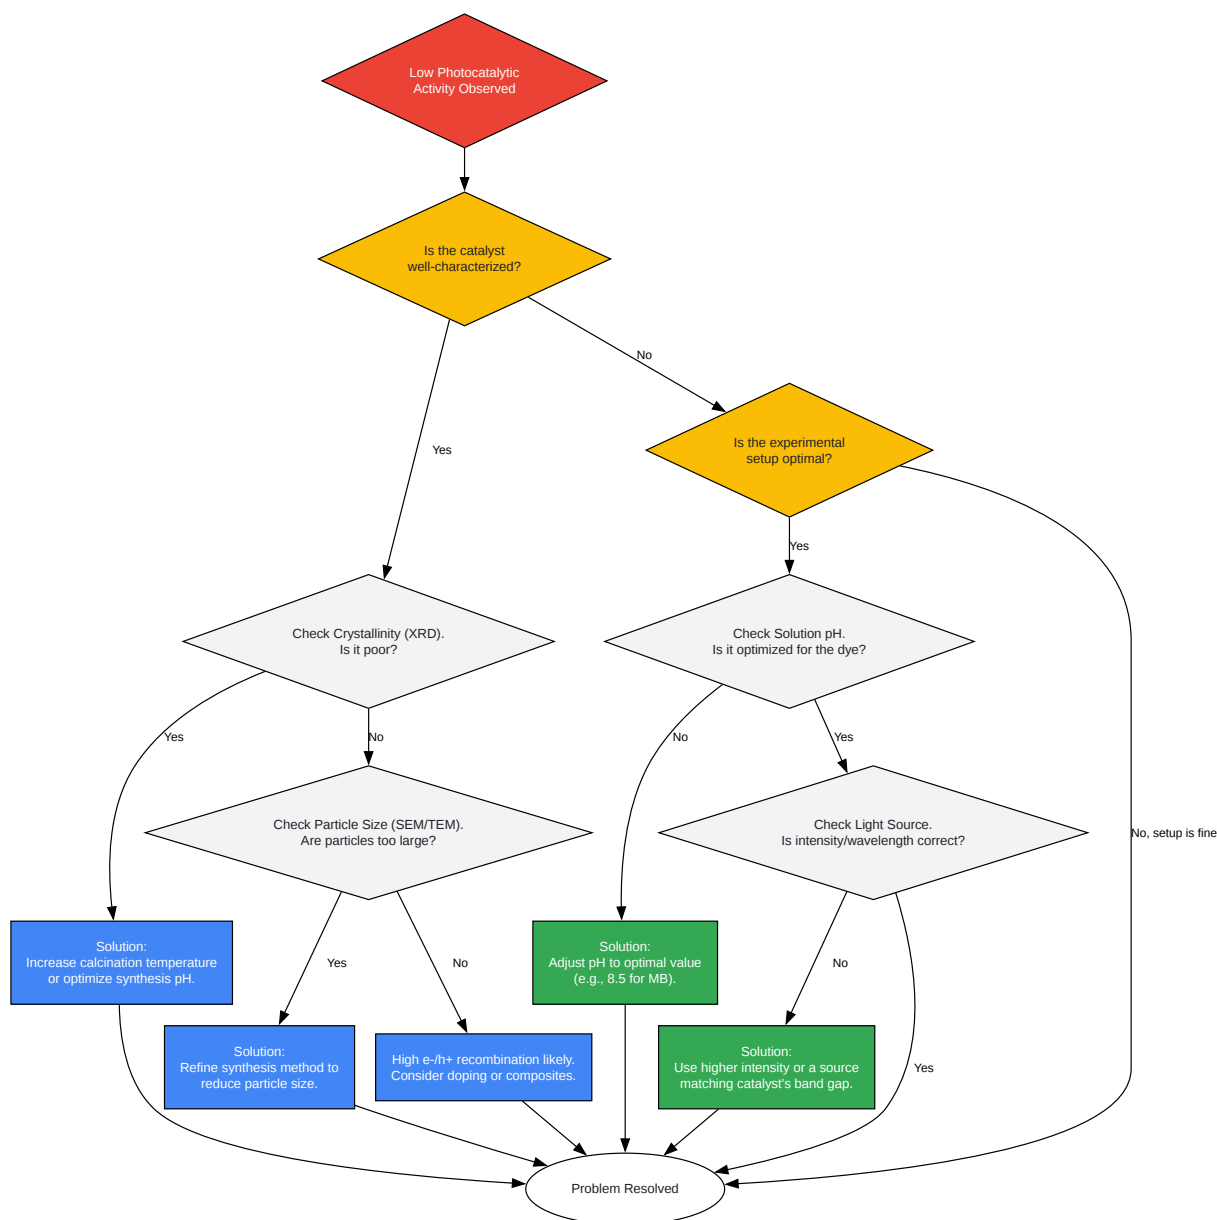 Low Photocatalytic
Activity Observed
Is the catalyst
well-characterized?
No
Is the experimental
setup optimal?
Yes
Yes
Check Crystallinity (XRD).
Is it poor?
Check Solution pH.
Is it optimized for the dye?
Yes
No
No
Yes
Check Particle Size (SEM/TEM).
Are particles too large?
Check Light Source.
Is intensity/wavelength correct?
No, setup is fine
Solution:
Increase calcination temperature
or optimize synthesis pH.
Yes
No
Solution:
Adjust pH to optimal value
(e.g., 8.5 for MB).
No
Solution:
Refine synthesis method to
reduce particle size.
High e-/h+ recombination likely.
Consider doping or composites.
Solution:
Use higher intensity or a source
matching catalyst's band gap.
Yes
Problem Resolved